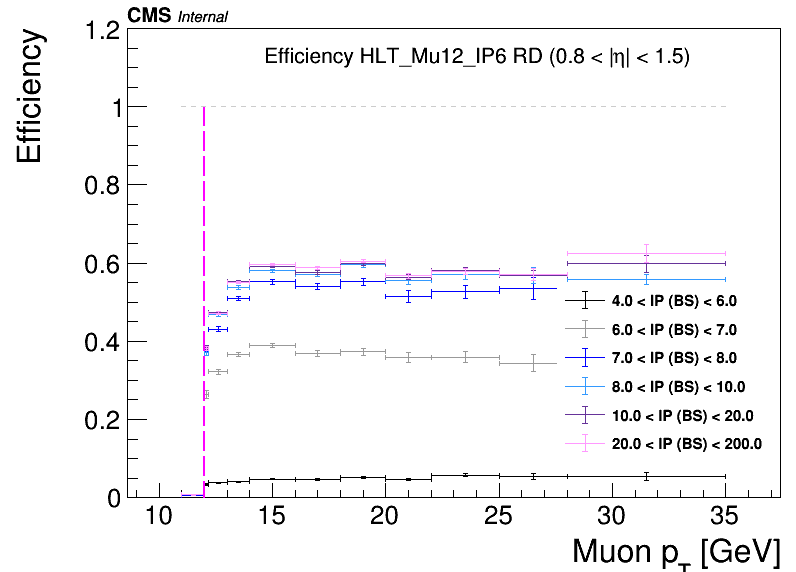 CMS Internal
Efficiency HLT_Mu12_IP6 RD (0.8 < |η| < 1.5)
Efficiency
1.2
1
0.8
0.6
0.4
0.2
0
10
15
20
25
30
35
Muon p_T [GeV]
4.0 < IP (BS) < 6.0
6.0 < IP (BS) < 7.0
7.0 < IP (BS) < 8.0
8.0 < IP (BS) < 10.0
10.0 < IP (BS) < 20.0
20.0 < IP (BS) < 200.0